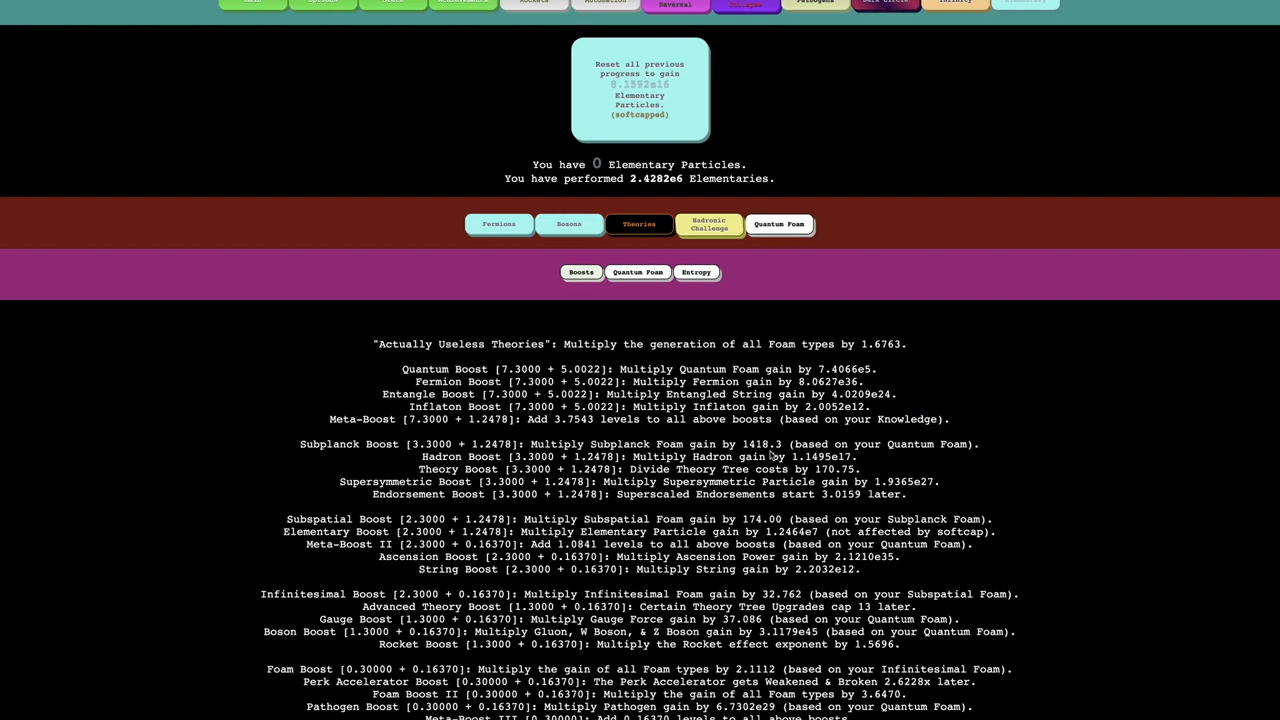 Reversal
Pathogens
Dark Circle
Infinity
Reset all previous
progress to gain
8.1592e16
Elementary
Particles.
(softcapped)
You have 0 Elementary Particles.
You have performed 2.4282e6 Elementaries.
Fermions Bosons Theories Hadronic Challenge Quantum Foam
Boosts Quantum Foam Entropy
"Actually Useless Theories": Multiply the generation of all Foam types by 1.6763.
Quantum Boost [7.3000 + 5.0022]: Multiply Quantum Foam gain by 7.4066e5.
Fermion Boost [7.3000 + 5.0022]: Multiply Fermion gain by 8.0627e36.
Entangle Boost [7.3000 + 5.0022]: Multiply Entangled String gain by 4.0209e24.
Inflaton Boost [7.3000 + 5.0022]: Multiply Inflaton gain by 2.0052e12.
Meta-Boost [7.3000 + 1.2478]: Add 3.7543 levels to all above boosts (based on your Knowledge).
Subplanck Boost [3.3000 + 1.2478]: Multiply Subplanck Foam gain by 1418.3 (based on your Quantum Foam).
Hadron Boost [3.3000 + 1.2478]: Multiply Hadron gain by 1.1495e17.
Theory Boost [3.3000 + 1.2478]: Divide Theory Tree costs by 170.75.
Supersymmetric Boost [3.3000 + 1.2478]: Multiply Supersymmetric Particle gain by 1.9365e27.
Endorsement Boost [3.3000 + 1.2478]: Superscaled Endorsements start 3.0159 later.
Subspatial Boost [2.3000 + 1.2478]: Multiply Subspatial Foam gain by 174.00 (based on your Subplanck Foam).
Elementary Boost [2.3000 + 1.2478]: Multiply Elementary Particle gain by 1.2464e7 (not affected by softcap).
Meta-Boost II [2.3000 + 0.16370]: Add 1.0841 levels to all above boosts (based on your Quantum Foam).
Ascension Boost [2.3000 + 0.16370]: Multiply Ascension Power gain by 2.1210e35.
String Boost [2.3000 + 0.16370]: Multiply String gain by 2.2032e12.
Infinitesimal Boost [2.3000 + 0.16370]: Multiply Infinitesimal Foam gain by 32.762 (based on your Subspatial Foam).
Advanced Theory Boost [1.3000 + 0.16370]: Certain Theory Tree Upgrades cap 13 later.
Gauge Boost [1.3000 + 0.16370]: Multiply Gauge Force gain by 37.086 (based on your Quantum Foam).
Boson Boost [1.3000 + 0.16370]: Multiply Gluon, W Boson, & Z Boson gain by 3.1179e45 (based on your Quantum Foam).
Rocket Boost [1.3000 + 0.16370]: Multiply the Rocket effect exponent by 1.5696.
Foam Boost [0.30000 + 0.16370]: Multiply the gain of all Foam types by 2.1112 (based on your Infinitesimal Foam).
Perk Accelerator Boost [0.30000 + 0.16370]: The Perk Accelerator gets Weakened & Broken 2.6228x later.
Foam Boost II [0.30000 + 0.16370]: Multiply the gain of all Foam types by 3.6470.
Pathogen Boost [0.30000 + 0.16370]: Multiply Pathogen gain by 6.7302e29 (based on your Quantum Foam).
Meta-Boost III [0.30000]: Add 0.16370 levels to all above boosts.